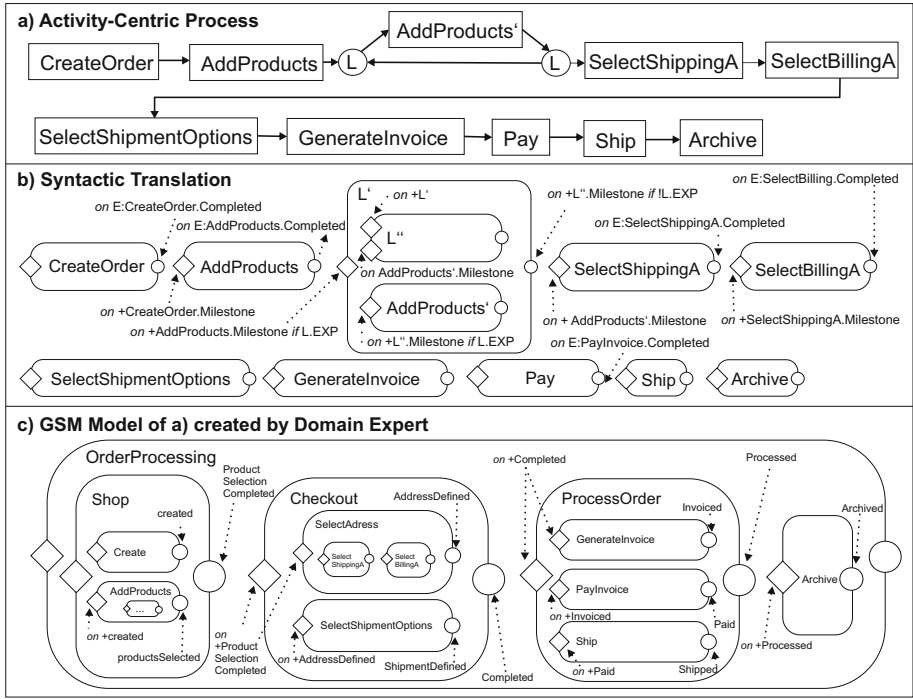 a) Activity-Centric Process
AddProducts‘
CreateOrder
AddProducts
L
L
SelectShippingA
SelectBillingA
SelectShipmentOptions
GenerateInvoice
Pay
Ship
Archive
b) Syntactic Translation
on E:CreateOrder.Completed
on E:AddProducts.Completed
L‘
on +L‘
on +L‘‘.Milestone if !L.EXP
on E:SelectBilling.Completed
on E:SelectShippingA.Completed
CreateOrder
AddProducts
L‘‘
SelectShippingA
SelectBillingA
on AddProducts‘.Milestone
AddProducts‘
on +CreateOrder.Milestone
on +AddProducts.Milestone if L.EXP
on +L‘‘.Milestone if L.EXP
on + AddProducts‘.Milestone
on +SelectShippingA.Milestone
on E:PayInvoice.Completed
SelectShipmentOptions
GenerateInvoice
Pay
Ship
Archive
c) GSM Model of a) created by Domain Expert
OrderProcessing
Shop
created
Create
AddProducts
...
on +created
productsSelected
Product
Selection
Completed
Checkout
AddressDefined
SelectAdress
Select
ShippingA
Select
BillingA
SelectShipmentOptions
on
+Product
Selection
Completed
on +AddressDefined
ShipmentDefined
Completed
on +Completed
ProcessOrder
Invoiced
GenerateInvoice
PayInvoice
on +Invoiced
Paid
Ship
on +Paid
Shipped
Processed
Archived
Archive
on +Processed